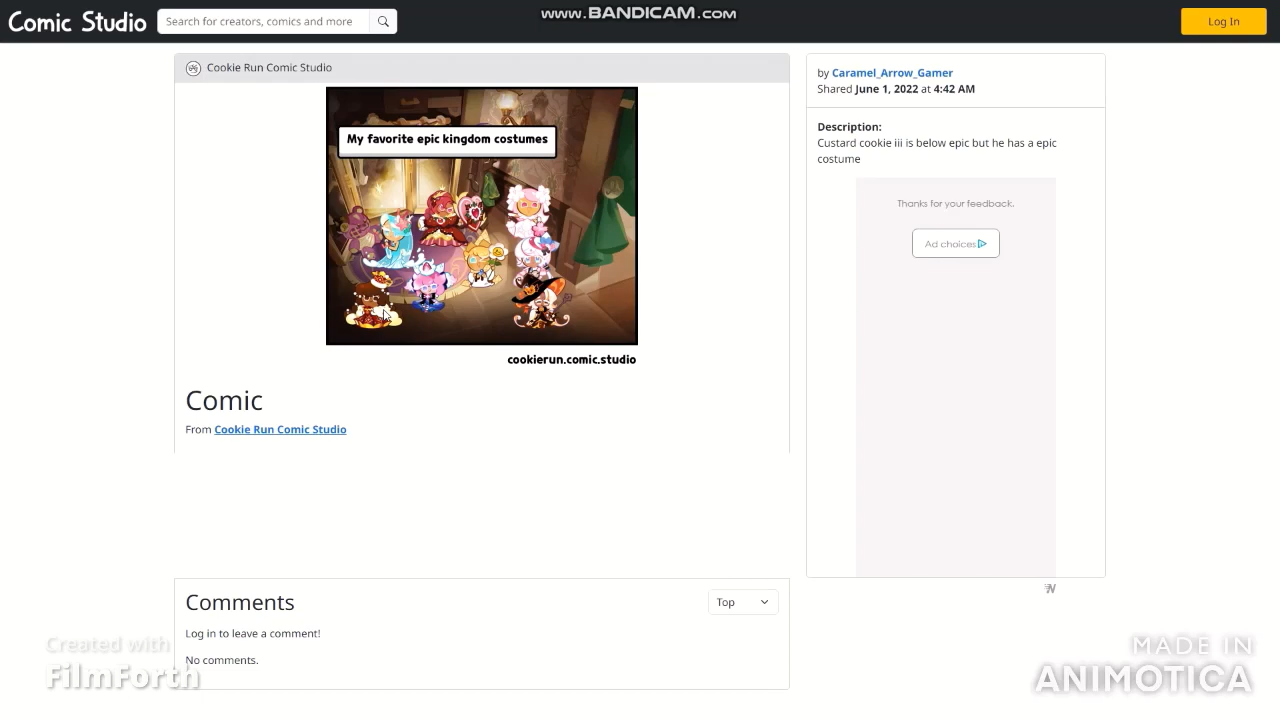 Comic Studio
Search for creators, comics and more
www.BANDICAM.com
Log In
Cookie Run Comic Studio
My favorite epic kingdom costumes
cookierun.comic.studio
Comic
From Cookie Run Comic Studio
by Caramel_Arrow_Gamer
Shared June 1, 2022 at 4:42 AM
Description:
Custard cookie iii is below epic but he has a epic
costume
Thanks for your feedback.
Ad choices
Comments
Top
Log in to leave a comment!
No comments.
Created with
FilmForth
MADE IN
ANIMOTICA